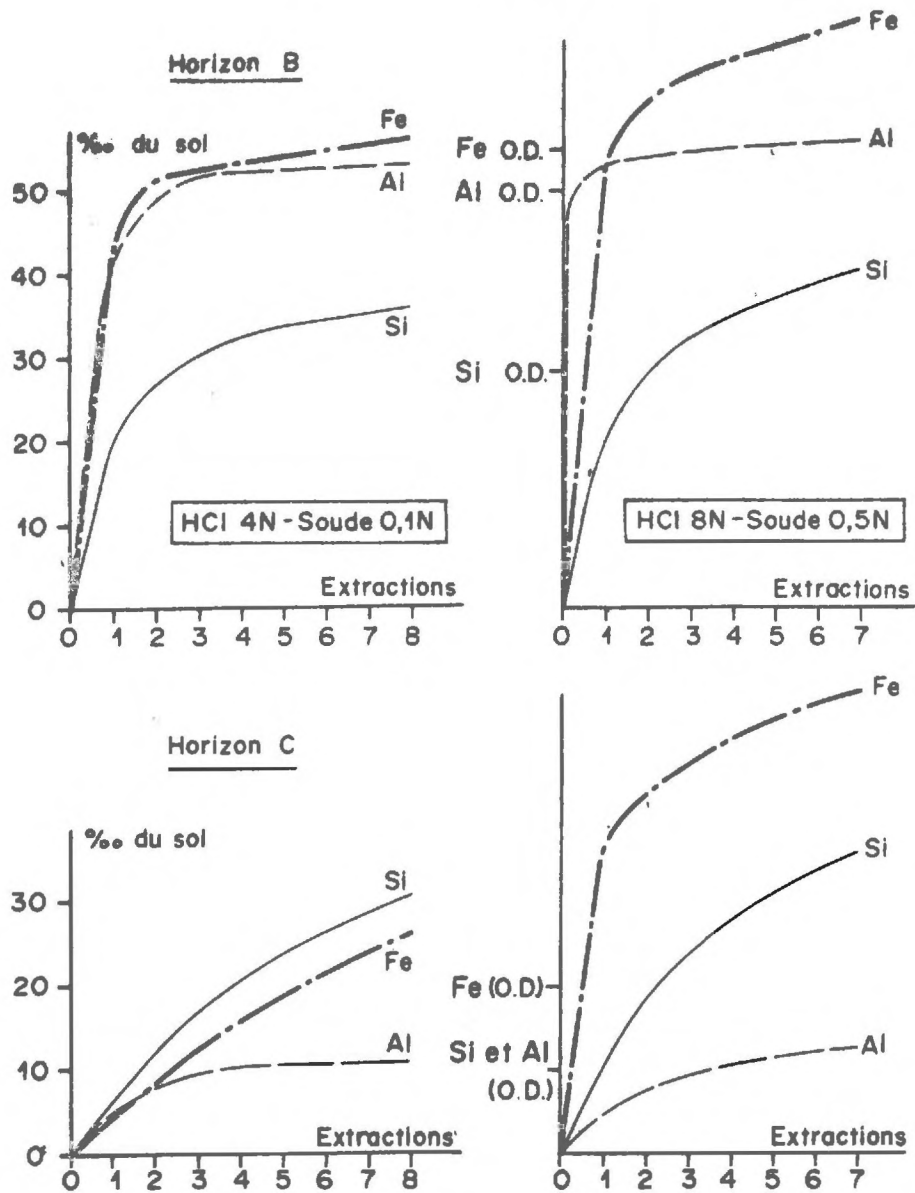 Horizon B
‰ du sol
50
40
30
20
10
0
Fe
Al
Si
HCl 4N - Soude 0,1N
Extractions
0 1 2 3 4 5 6 7 8
Fe O.D.
Al O.D.
Si O.D.
Fe
Al
Si
HCl 8N - Soude 0,5N
Extractions
0 1 2 3 4 5 6 7
Horizon C
‰ du sol
30
20
10
0
Si
Fe
Al
Extractions
0 1 2 3 4 5 6 7 8
Fe (O.D)
Si et Al
(O.D.)
Fe
Si
Al
Extractions
0 1 2 3 4 5 6 7